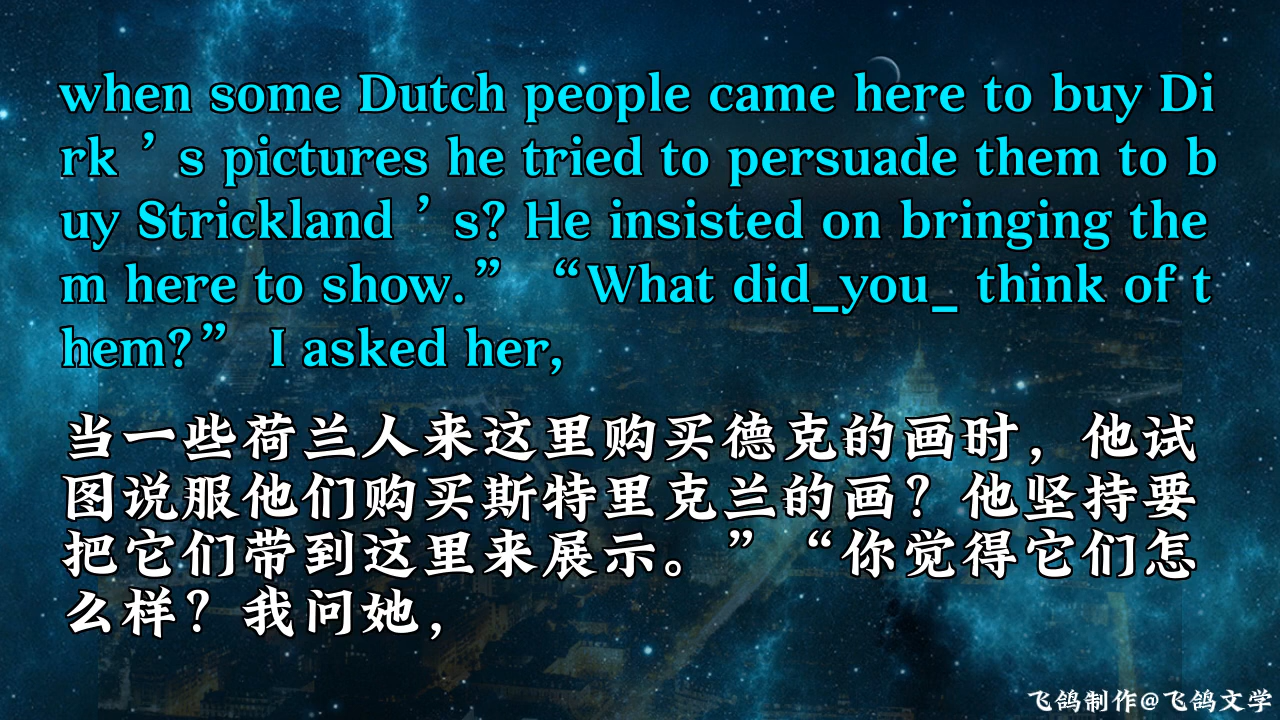 when some Dutch people came here to buy Di
rk ’s pictures he tried to persuade them to b
uy Strickland ’s? He insisted on bringing the
m here to show.” “What did_you_ think of t
hem?” I asked her,
当一些荷兰人来这里购买德克的画时，他试
图说服他们购买斯特里克兰的画？他坚持要
把它们带到这里来展示。”“你觉得它们怎
么样？我问她，
飞鸽制作@飞鸽文学